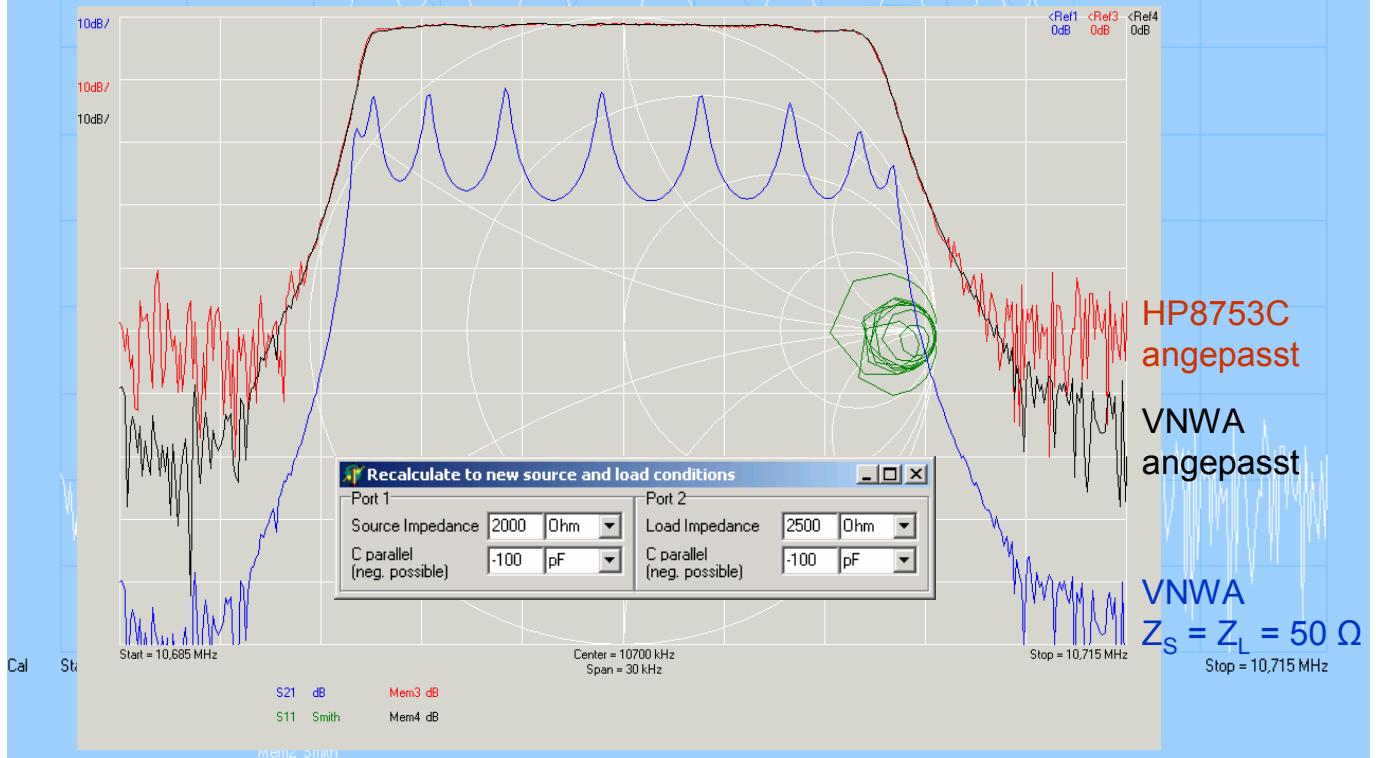 10dB/
<Ref1 <Ref3 <Ref4
0dB 0dB 0dB
10dB/
10dB/
HP8753C
angepasst
VNWA
angepasst
Recalculate to new source and load conditions
Port 1
Source Impedance 2000 Ohm
C parallel
(neg. possible)
-100 pF
Port 2
Load Impedance 2500 Ohm
C parallel
(neg. possible)
-100 pF
VNWA
ZS = ZL = 50 Ω
Start = 10,685 MHz
Center = 10700 kHz
Span = 30 kHz
Stop = 10,715 MHz
Cal
Sta
Stop = 10,715 MHz
S21 dB
Mem3 dB
S11 Smith
Mem4 dB
Mem2 Smith